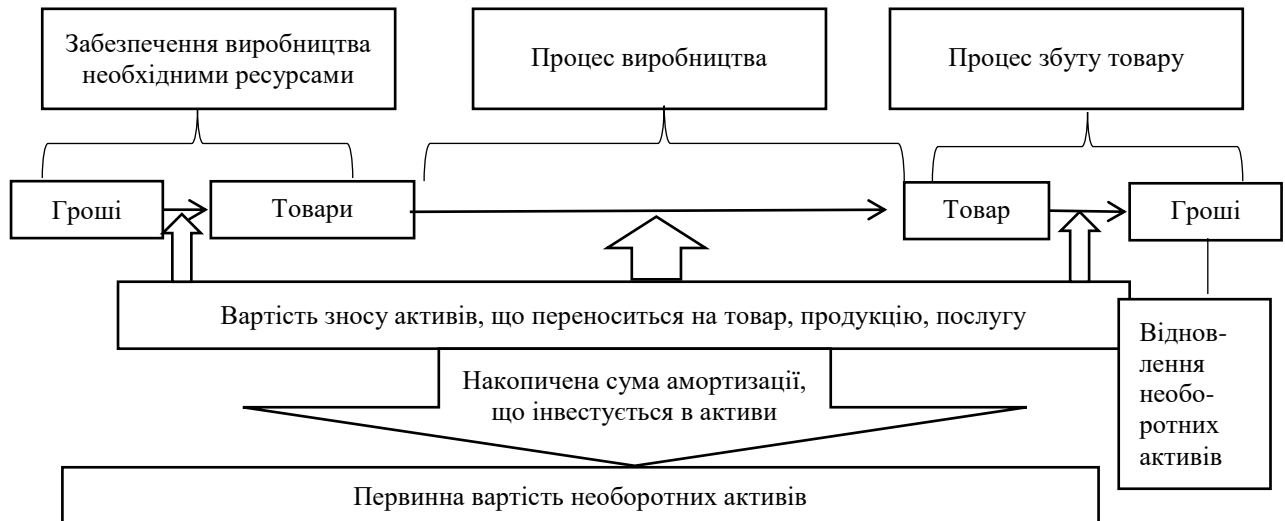 Забезпечення виробництва
необхідними ресурсами
Процес виробництва
Процес збуту товару
Гроші
Товари
Товар
Гроші
Вартість зносу активів, що переноситься на товар, продукцію, послугу
Накопичена сума амортизації,
що інвестується в активи
Віднов-
лення
необо-
ротних
активів
Первинна вартість необоротних активів